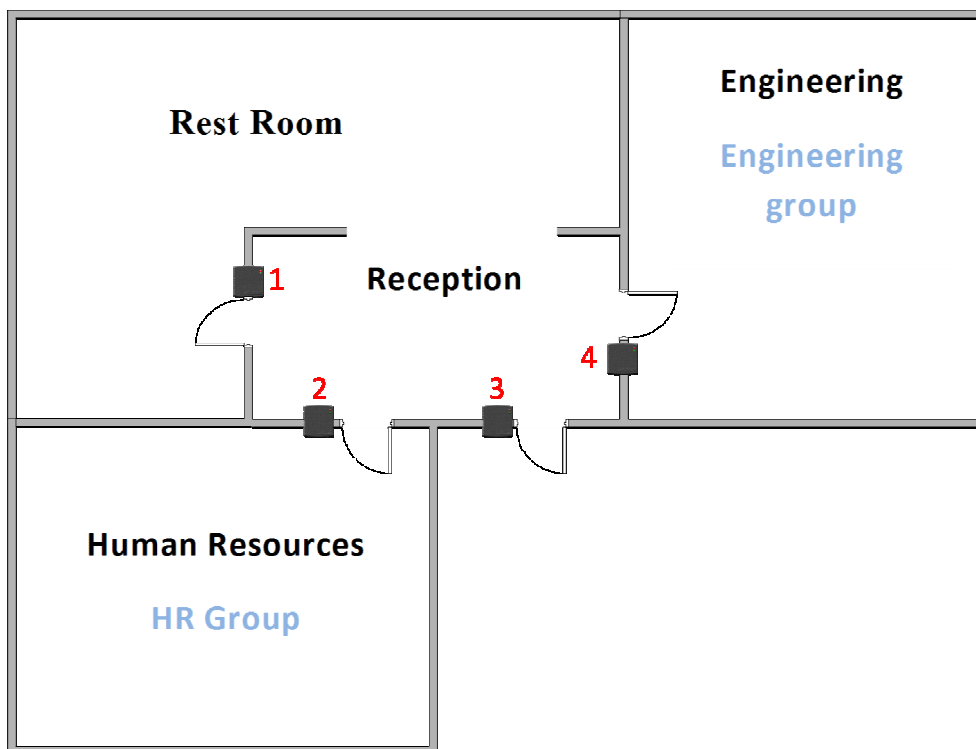 Engineering
Rest Room
Engineering
group
1
Reception
4
2
3
Human Resources
HR Group